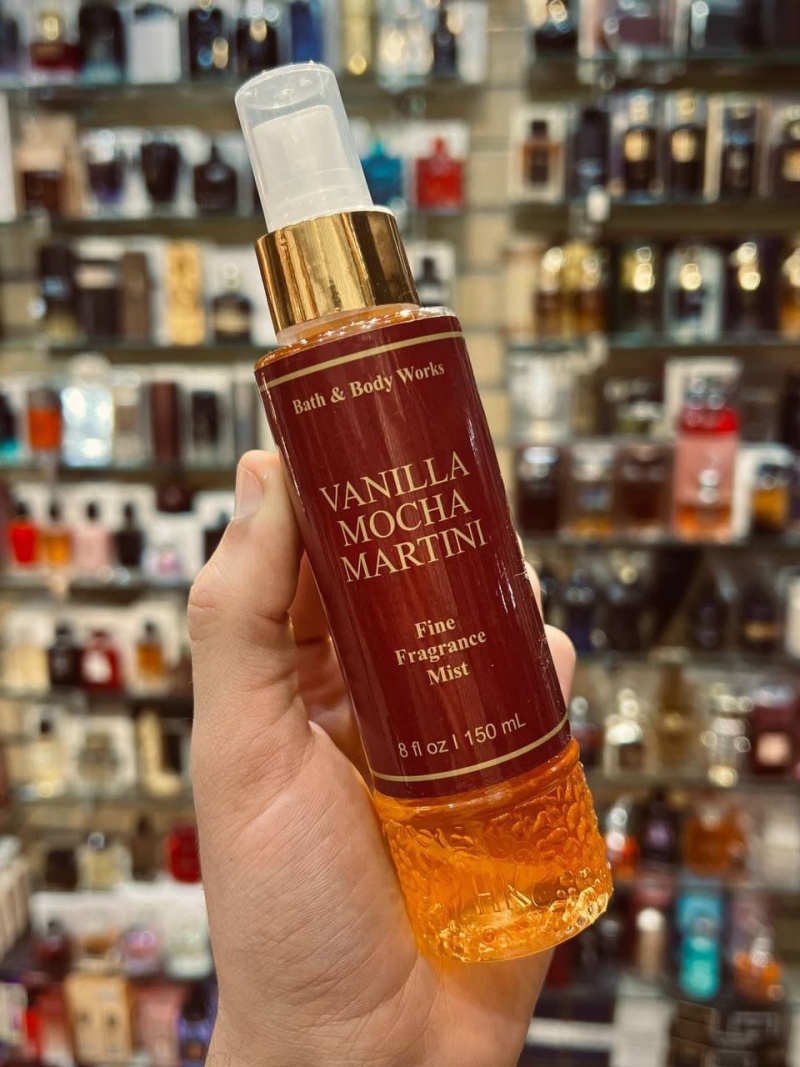 Bath & Body Works
VANILLA
MOCHA
MARTINI
Fine
Fragrance
Mist
8 fl oz | 150 mL